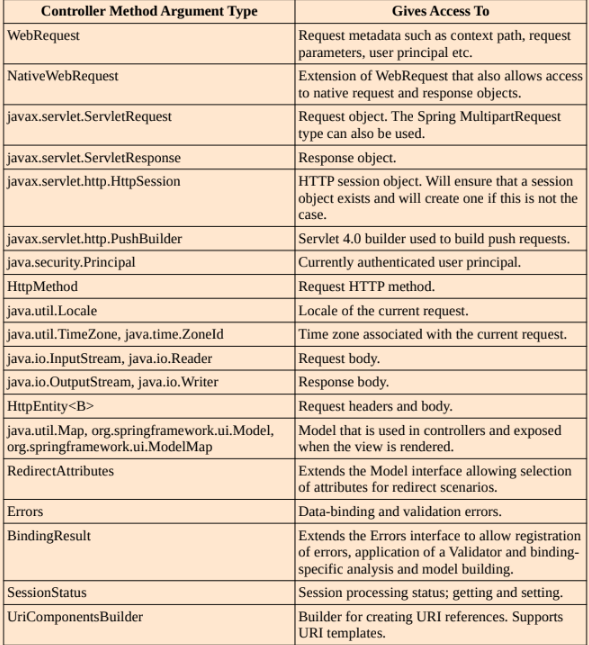 Controller Method Argument Type Gives Access To
WebRequest Request metadata such as context path, request
parameters, user principal etc.
NativeWebRequest Extension of WebRequest that also allows access
to native request and response objects.
javax.servlet.ServletRequest Request object. The Spring MultipartRequest
type can also be used.
javax.servlet.ServletResponse Response object.
javax.servlet.http.HttpSession HTTP session object. Will ensure that a session
object exists and will create one if this is not the
case.
javax.servlet.http.PushBuilder Servlet 4.0 builder used to build push requests.
java.security.Principal Currently authenticated user principal.
HttpMethod Request HTTP method.
java.util.Locale Locale of the current request.
java.util.TimeZone, java.time.ZoneId Time zone associated with the current request.
java.io.InputStream, java.io.Reader Request body.
java.io.OutputStream, java.io.Writer Response body.
HttpEntity<B> Request headers and body.
java.util.Map, org.springframework.ui.Model, Model that is used in controllers and exposed
org.springframework.ui.ModelMap when the view is rendered.
RedirectAttributes Extends the Model interface allowing selection
of attributes for redirect scenarios.
Errors Data-binding and validation errors.
BindingResult Extends the Errors interface to allow registration
of errors, application of a Validator and binding-
specific analysis and model building.
SessionStatus Session processing status; getting and setting.
UriComponentsBuilder Builder for creating URI references. Supports
URI templates.